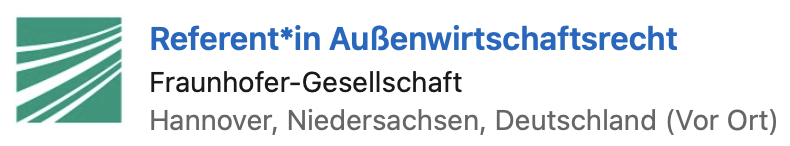 Referent*in Außenwirtschaftsrecht
Fraunhofer-Gesellschaft
Hannover, Niedersachsen, Deutschland (Vor Ort)